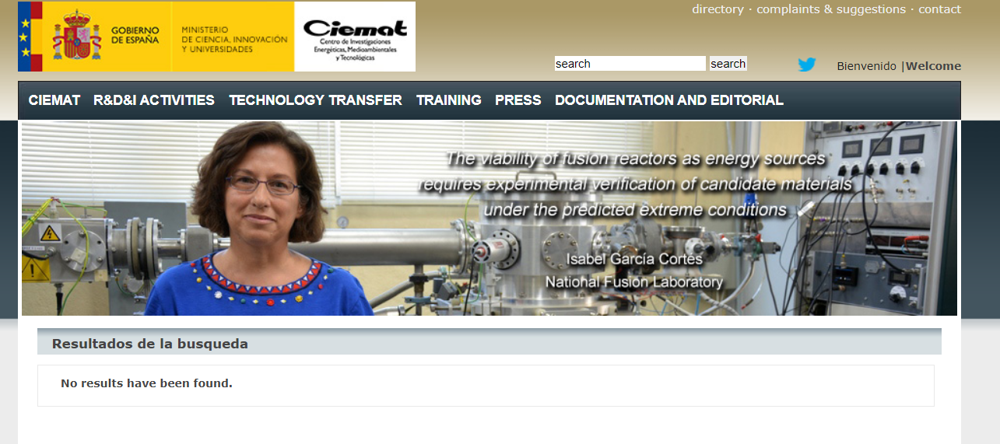 GOBIERNO
DE ESPAÑA
MINISTERIO
DE CIENCIA, INNOVACIÓN
Y UNIVERSIDADES
Ciemat
Centro de Investigaciones
Energéticas, Medioambientales
y Tecnológicas
directory · complaints & suggestions · contact
search search
Bienvenido |Welcome
CIEMAT R&D&I ACTIVITIES TECHNOLOGY TRANSFER TRAINING PRESS DOCUMENTATION AND EDITORIAL
The viability of fusion reactors as energy sources
requires experimental verification of candidate materials
under the predicted extreme conditions
Isabel García Cortés
National Fusion Laboratory
Resultados de la busqueda
No results have been found.